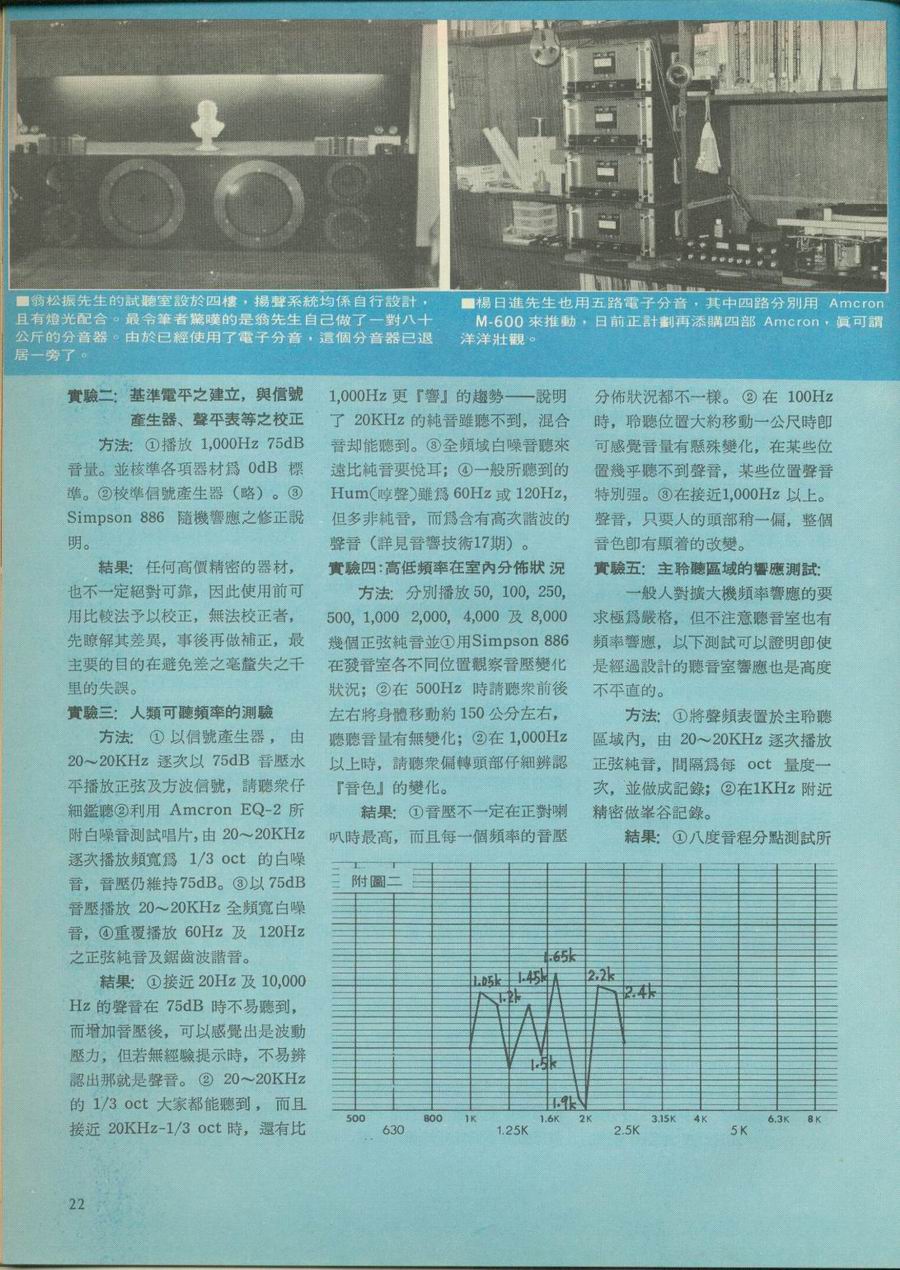 ■翁松振先生的試聽室設於四樓，揚聲系統均係自行設計，
且有燈光配合。最令筆者驚嘆的是翁先生自己做了一對八十
公斤的分音器。由於已經使用了電子分音，這個分音器已退
居一旁了。
■楊日進先生也用五路電子分音，其中四路分別用 Amcron
M-600 來推動，目前正計劃再添購四部 Amcron，眞可謂
洋洋壯觀。
實驗二：基準電平之建立，與信號
產生器、聲平表等之校正
方法：①播放 1,000Hz 75dB
音量。並核準各項器材爲 0dB 標
準。②校準信號產生器（略）。③
Simpson 886 隨機響應之修正說
明。
結果：任何高價精密的器材，
也不一定絕對可靠，因此使用前可
用比較法予以校正，無法校正者，
先瞭解其差異，事後再做補正，最
主要的目的在避免差之毫釐失之千
里的失誤。
實驗三：人類可聽頻率的測驗
方法：①以信號產生器，由
20～20KHz 逐次以 75dB 音壓水
平播放正弦及方波信號，請聽衆仔
細鑑聽②利用 Amcron EQ-2 所
附白噪音測試唱片，由 20～20KHz
逐次播放頻寬爲 1/3 oct 的白噪
音，音壓仍維持75dB。③以 75dB
音壓播放 20～20KHz 全頻寬白噪
音，④重覆播放 60Hz 及 120Hz
之正弦純音及鋸齒波諧音。
結果：①接近 20Hz 及 10,000
Hz 的聲音在 75dB 時不易聽到，
而增加音壓後，可以感覺出是波動
壓力，但若無經驗提示時，不易辨
認出那就是聲音。② 20～20KHz
的 1/3 oct 大家都能聽到，而且
接近 20KHz-1/3 oct 時，還有比
1,000Hz 更『響』的趨勢——說明
了 20KHz 的純音雖聽不到，混合
音却能聽到。③全頻域白噪音聽來
遠比純音要悅耳；④一般所聽到的
Hum(哼聲)雖爲 60Hz 或 120Hz，
但多非純音，而爲含有高次諧波的
聲音（詳見音響技術17期）。
實驗四：高低頻率在室內分佈狀況
方法：分別播放 50, 100, 250,
500, 1,000 2,000, 4,000 及 8,000
幾個正弦純音並①用Simpson 886
在發音室各不同位置觀察音壓變化
狀況；②在 500Hz 時請聽衆前後
左右將身體移動約 150 公分左右，
聽聽音量有無變化；②在 1,000Hz
以上時，請聽衆偏轉頭部仔細辨認
『音色』的變化。
結果：①音壓不一定在正對喇
叭時最高，而且每一個頻率的音壓
分佈狀況都不一樣。②在 100Hz
時，聆聽位置大約移動一公尺時卽
可感覺音量有懸殊變化，在某些位
置幾乎聽不到聲音，某些位置聲音
特別强。③在接近1,000Hz 以上。
聲音，只要人的頭部稍一偏，整個
音色卽有顯着的改變。
實驗五：主聆聽區域的響應測試：
一般人對擴大機頻率響應的要
求極爲嚴格，但不注意聽音室也有
頻率響應，以下測試可以證明卽使
是經過設計的聽音室響應也是高度
不平直的。
方法：①將聲頻表置於主聆聽
區域內，由 20～20KHz 逐次播放
正弦純音，間隔爲每 oct 量度一
次，並做成記錄；②在1KHz 附近
精密做峯谷記錄。
結果：①八度音程分點測試所
附圖二
1.65k
1.05k
1.2k
1.45k
2.2k
2.4k
1.5k
1.9k
500 800 1K 1.6K 2K 3.15K 4K 6.3K 8K
630 1.25K 2.5K 5K
22